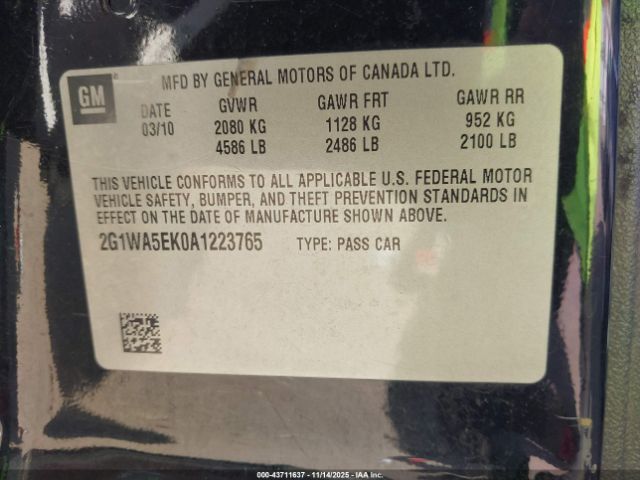 GM
MFD BY GENERAL MOTORS OF CANADA LTD.
DATE GVWR GAWR FRT GAWR RR
03/10 2080 KG 1128 KG 952 KG
4586 LB 2486 LB 2100 LB
THIS VEHICLE CONFORMS TO ALL APPLICABLE U.S. FEDERAL MOTOR
VEHICLE SAFETY, BUMPER, AND THEFT PREVENTION STANDARDS IN
EFFECT ON THE DATE OF MANUFACTURE SHOWN ABOVE.
2G1WA5EK0A1223765 TYPE: PASS CAR
000-43711637 - 11/14/2025 - IAAI, Inc.